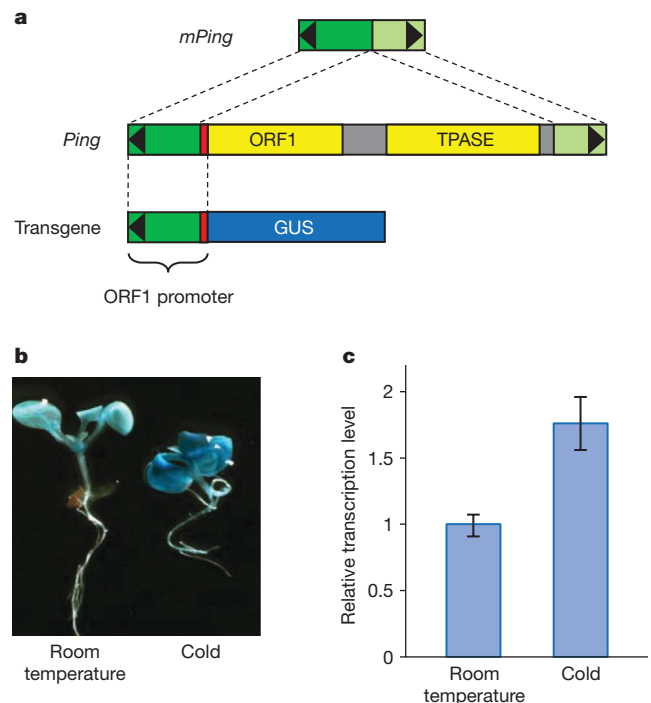 a
mPing
Ping
ORF1
TPASE
Transgene
GUS
ORF1 promoter
b
Room
temperature
Cold
c
Relative transcription level
2
1.5
1
0.5
0
Room
temperature
Cold